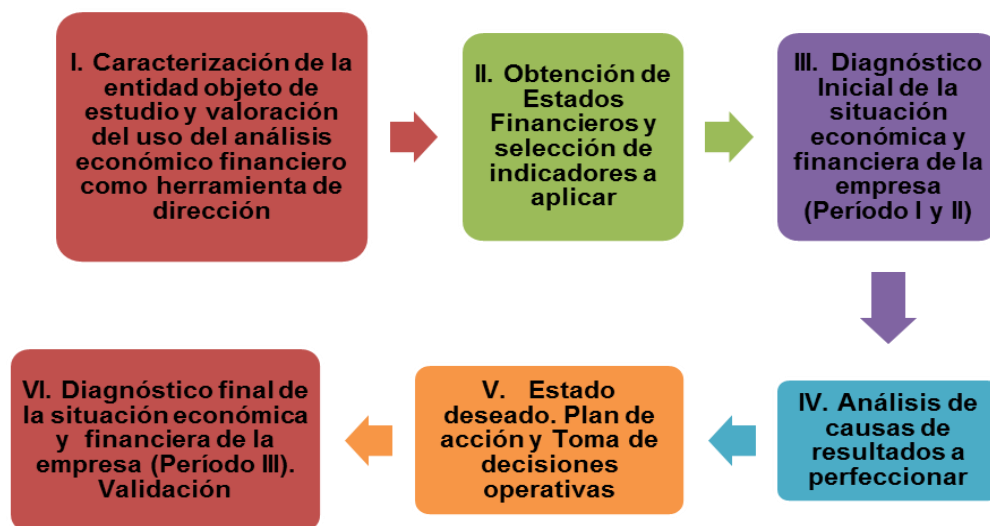 I. Caracterización de la
entidad objeto de
estudio y valoración
del uso del análisis
económico financiero
como herramienta de
dirección
II. Obtención de
Estados
Financieros y
selección de
indicadores a
aplicar
III. Diagnóstico
Inicial de la
situación
económica y
financiera de la
empresa
(Período I y II)
IV. Análisis de
causas de
resultados a
perfeccionar
V. Estado
deseado. Plan de
acción y Toma de
decisiones
operativas
VI. Diagnóstico final de
la situación económica
y financiera de la
empresa (Período III).
Validación